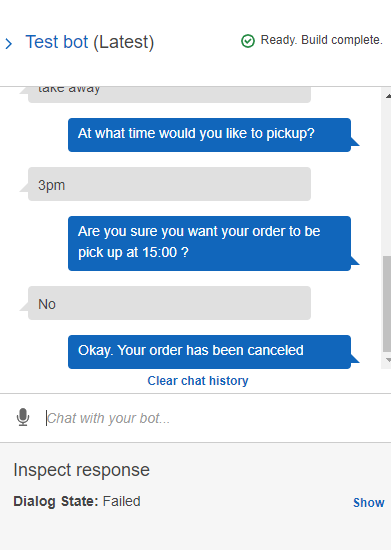 Test bot (Latest)
Ready. Build complete.
take away
At what time would you like to pickup?
3pm
Are you sure you want your order to be
pick up at 15:00 ?
No
Okay. Your order has been canceled
Clear chat history
Chat with your bot...
Inspect response
Dialog State: Failed
Show